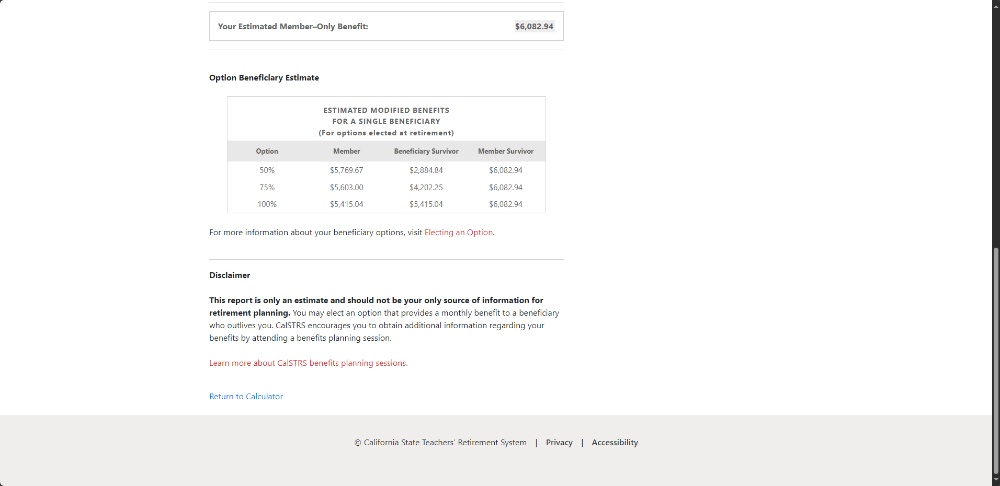 Your Estimated Member–Only Benefit: $6,082.94
Option Beneficiary Estimate
ESTIMATED MODIFIED BENEFITS
FOR A SINGLE BENEFICIARY
(For options elected at retirement)
Option Member Beneficiary Survivor Member Survivor
50% $5,769.67 $2,884.84 $6,082.94
75% $5,603.00 $4,202.25 $6,082.94
100% $5,415.04 $5,415.04 $6,082.94
For more information about your beneficiary options, visit Electing an Option.
Disclaimer
This report is only an estimate and should not be your only source of information for
retirement planning. You may elect an option that provides a monthly benefit to a beneficiary
who outlives you. CalSTRS encourages you to obtain additional information regarding your
benefits by attending a benefits planning session.
Learn more about CalSTRS benefits planning sessions.
Return to Calculator
© California State Teachers’ Retirement System | Privacy | Accessibility